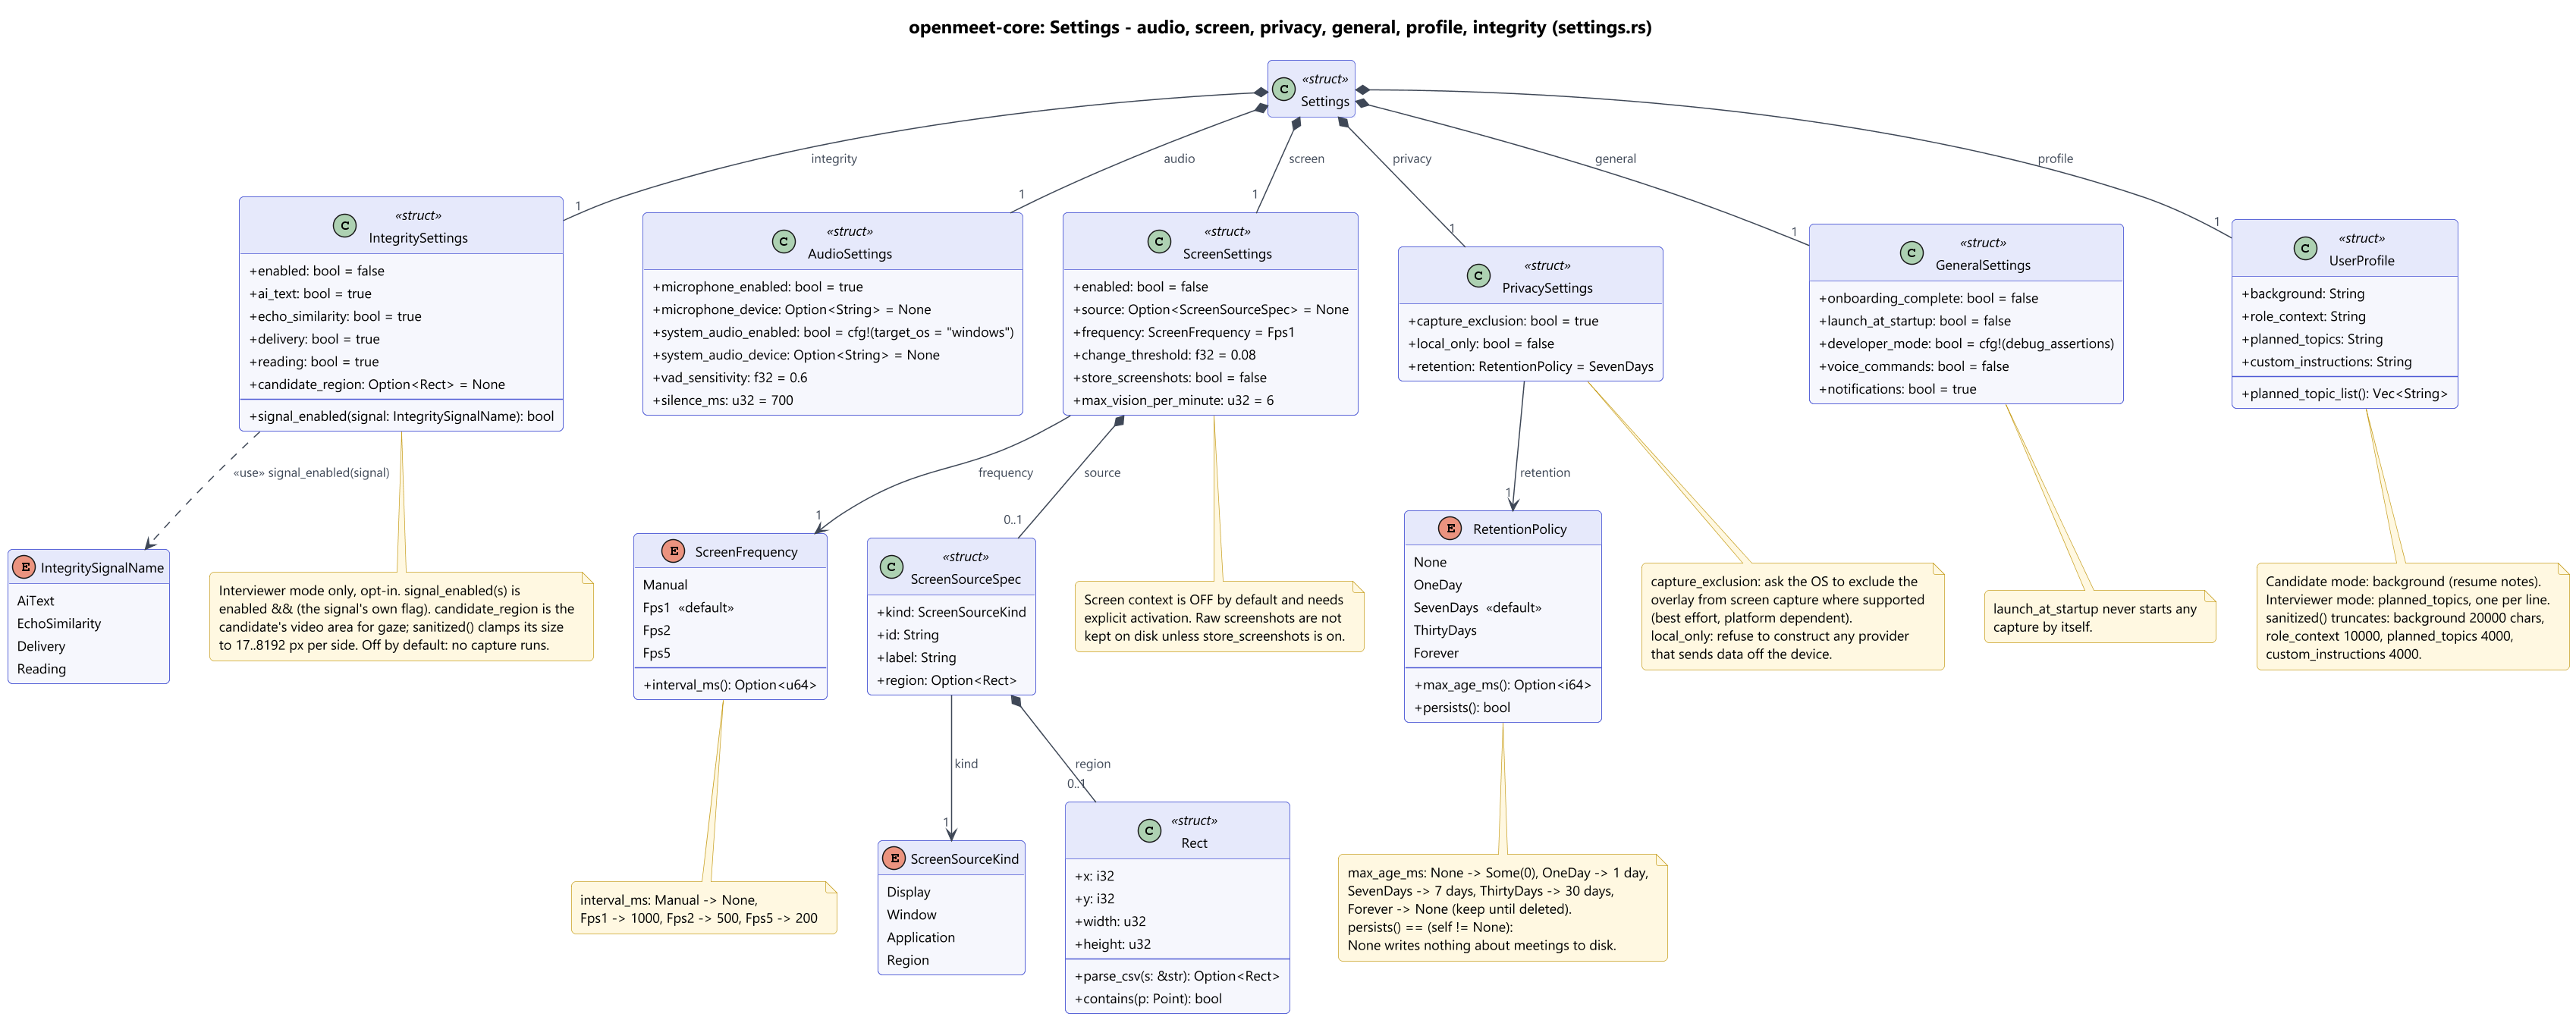 openmeet-core: Settings - audio, screen, privacy, general, profile, integrity (settings.rs)
C
«struct»
Settings
integrity
audio
screen
privacy
general
profile
1
1
1
1
1
1
C
«struct»
IntegritySettings
+enabled: bool = false
+ai_text: bool = true
+echo_similarity: bool = true
+delivery: bool = true
+reading: bool = true
+candidate_region: Option<Rect> = None
+signal_enabled(signal: IntegritySignalName): bool
C
«struct»
AudioSettings
+microphone_enabled: bool = true
+microphone_device: Option<String> = None
+system_audio_enabled: bool = cfg!(target_os = "windows")
+system_audio_device: Option<String> = None
+vad_sensitivity: f32 = 0.6
+silence_ms: u32 = 700
C
«struct»
ScreenSettings
+enabled: bool = false
+source: Option<ScreenSourceSpec> = None
+frequency: ScreenFrequency = Fps1
+change_threshold: f32 = 0.08
+store_screenshots: bool = false
+max_vision_per_minute: u32 = 6
C
«struct»
PrivacySettings
+capture_exclusion: bool = true
+local_only: bool = false
+retention: RetentionPolicy = SevenDays
C
«struct»
GeneralSettings
+onboarding_complete: bool = false
+launch_at_startup: bool = false
+developer_mode: bool = cfg!(debug_assertions)
+voice_commands: bool = false
+notifications: bool = true
C
«struct»
UserProfile
+background: String
+role_context: String
+planned_topics: String
+custom_instructions: String
+planned_topic_list(): Vec<String>
«use» signal_enabled(signal)
frequency
source
retention
1
0..1
1
E
IntegritySignalName
AiText
EchoSimilarity
Delivery
Reading
Interviewer mode only, opt-in. signal_enabled(s) is
enabled && (the signal's own flag). candidate_region is the
candidate's video area for gaze; sanitized() clamps its size
to 17..8192 px per side. Off by default: no capture runs.
E
ScreenFrequency
Manual
Fps1 «default»
Fps2
Fps5
+interval_ms(): Option<u64>
C
«struct»
ScreenSourceSpec
+kind: ScreenSourceKind
+id: String
+label: String
+region: Option<Rect>
Screen context is OFF by default and needs
explicit activation. Raw screenshots are not
kept on disk unless store_screenshots is on.
E
RetentionPolicy
None
OneDay
SevenDays «default»
ThirtyDays
Forever
+max_age_ms(): Option<i64>
+persists(): bool
capture_exclusion: ask the OS to exclude the
overlay from screen capture where supported
(best effort, platform dependent).
local_only: refuse to construct any provider
that sends data off the device.
launch_at_startup never starts any
capture by itself.
Candidate mode: background (resume notes).
Interviewer mode: planned_topics, one per line.
sanitized() truncates: background 20000 chars,
role_context 10000, planned_topics 4000,
custom_instructions 4000.
kind
region
1
0..1
interval_ms: Manual -> None,
Fps1 -> 1000, Fps2 -> 500, Fps5 -> 200
E
ScreenSourceKind
Display
Window
Application
Region
C
«struct»
Rect
+x: i32
+y: i32
+width: u32
+height: u32
+parse_csv(s: &str): Option<Rect>
+contains(p: Point): bool
max_age_ms: None -> Some(0), OneDay -> 1 day,
SevenDays -> 7 days, ThirtyDays -> 30 days,
Forever -> None (keep until deleted).
persists() == (self != None):
None writes nothing about meetings to disk.